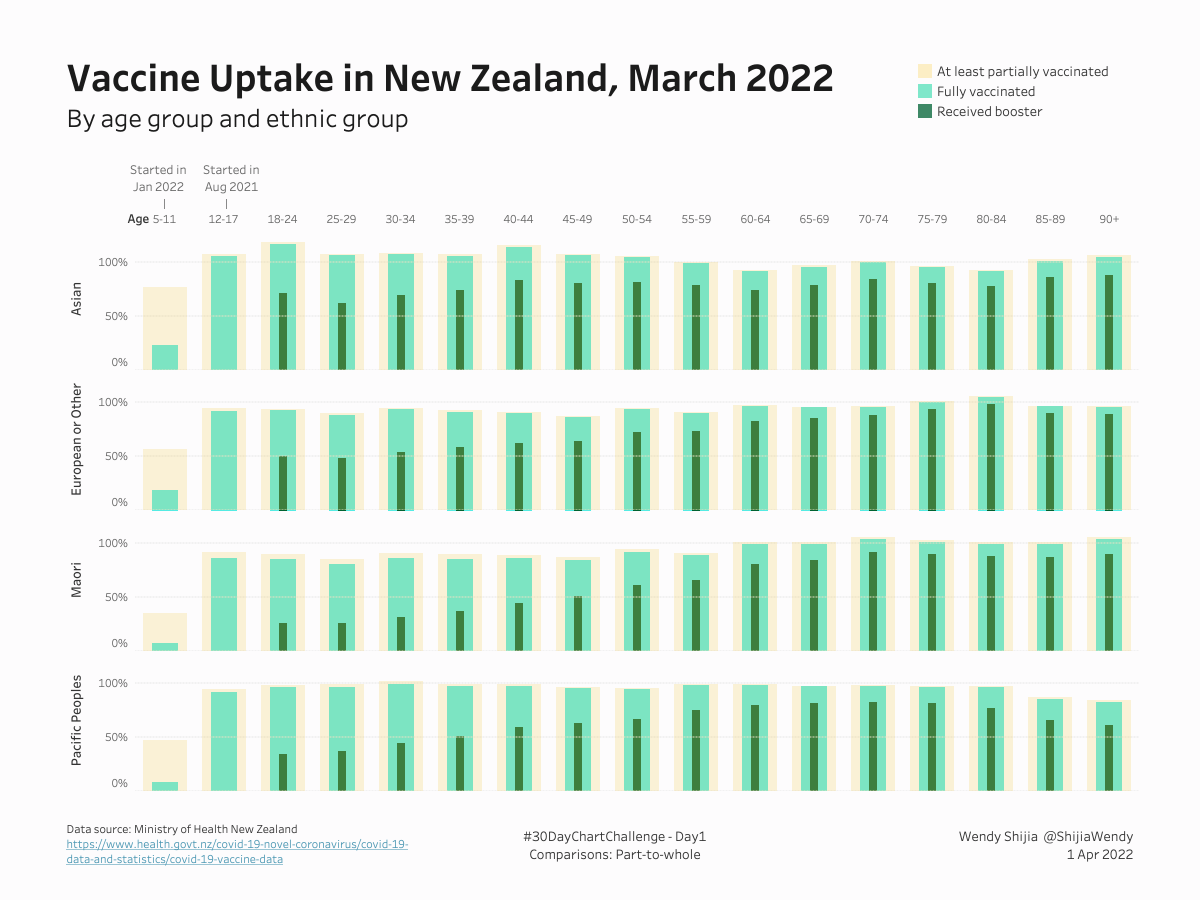 Vaccine Uptake in New Zealand, March 2022
By age group and ethnic group
At least partially vaccinated
Fully vaccinated
Received booster
Started in
Jan 2022
Started in
Aug 2021
Age 5-11 12-17 18-24 25-29 30-34 35-39 40-44 45-49 50-54 55-59 60-64 65-69 70-74 75-79 80-84 85-89 90+
Asian
100%
50%
0%
European or Other
100%
50%
0%
Maori
100%
50%
0%
Pacific Peoples
100%
50%
0%
Data source: Ministry of Health New Zealand
https://www.health.govt.nz/covid-19-novel-coronavirus/covid-19-
data-and-statistics/covid-19-vaccine-data
#30DayChartChallenge - Day1
Comparisons: Part-to-whole
Wendy Shijia @ShijiaWendy
1 Apr 2022